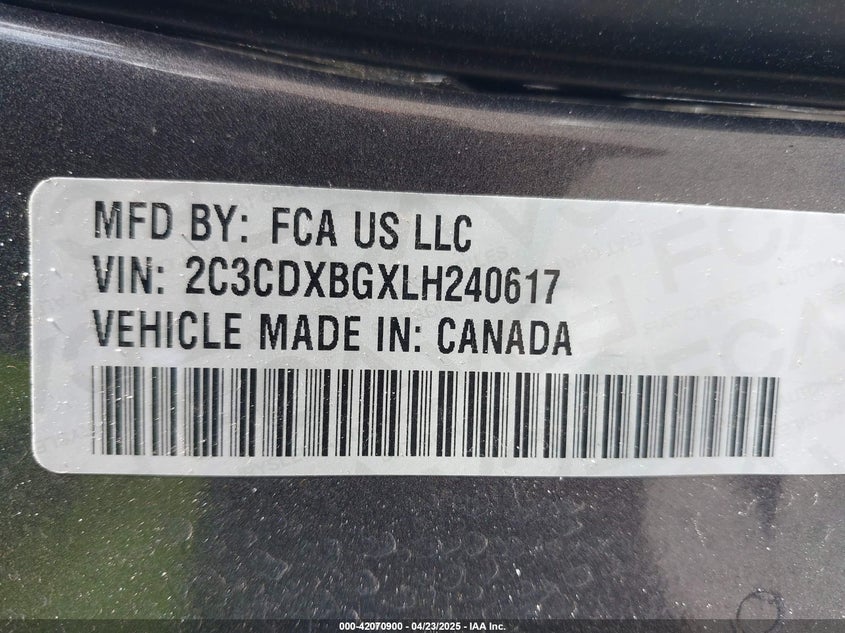 MFD BY: FCA US LLC
VIN: 2C3CDXBGXLH240617
VEHICLE MADE IN: CANADA
000-42070900 - 04/23/2025 - IAA Inc.